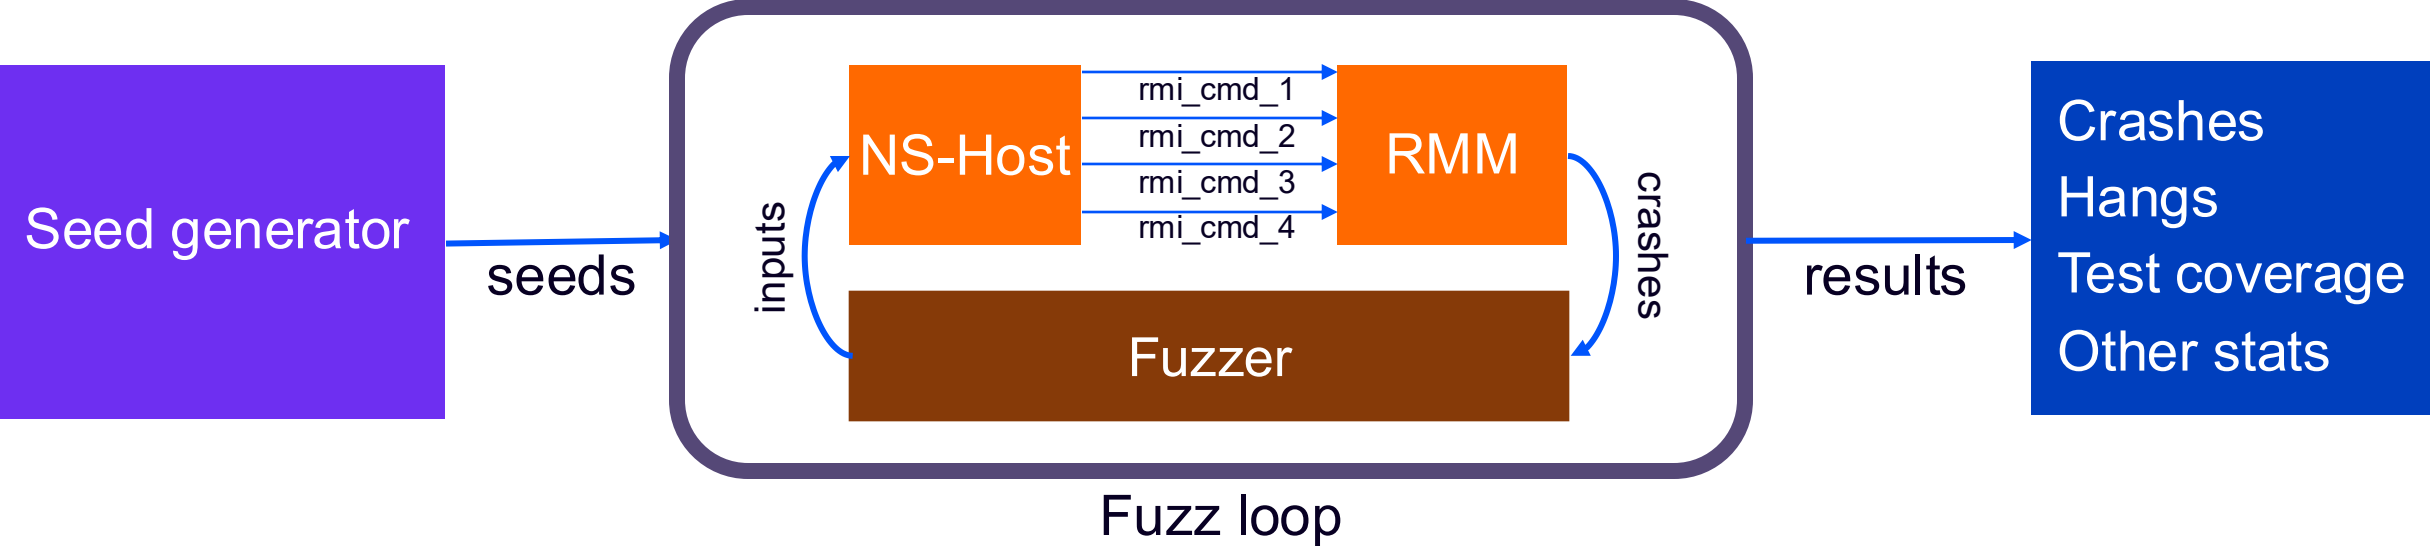 Seed generator
seeds
inputs
NS-Host
rmi_cmd_1
rmi_cmd_2
rmi_cmd_3
rmi_cmd_4
RMM
crashes
Fuzzer
Fuzz loop
results
Crashes
Hangs
Test coverage
Other stats